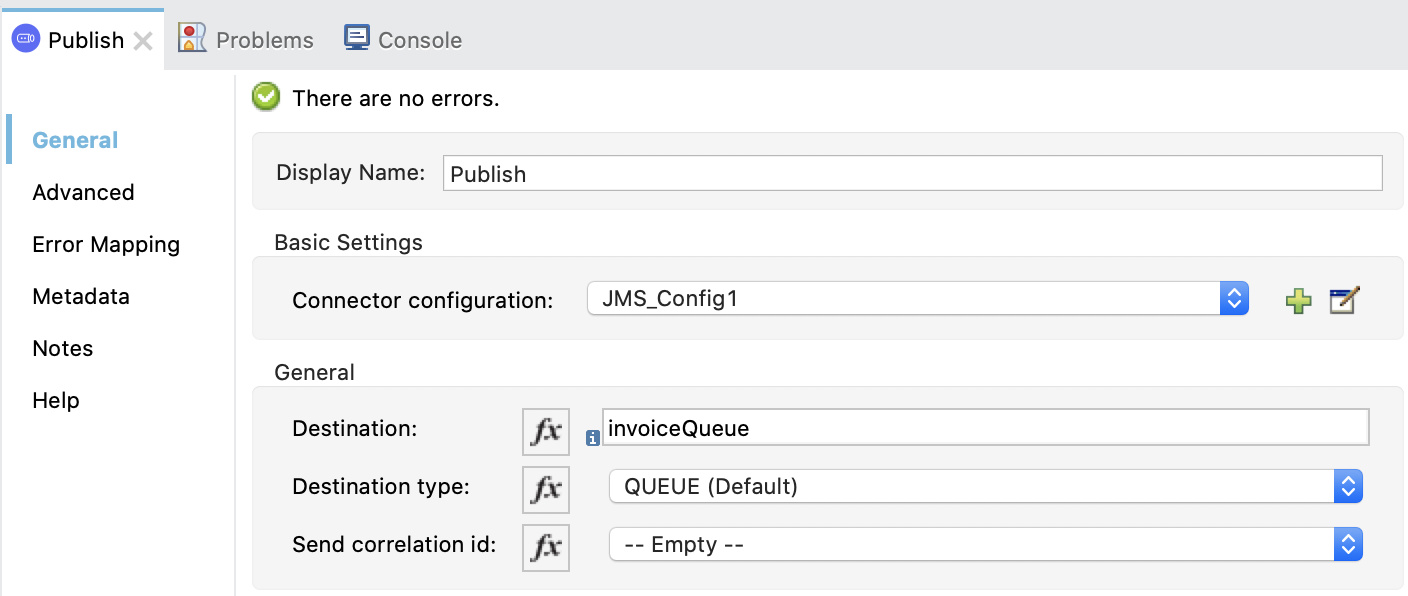 Publish Problems Console
There are no errors.
General
Advanced
Error Mapping
Metadata
Notes
Help
Display Name: Publish
Basic Settings
Connector configuration: JMS_Config1
General
Destination: fx invoiceQueue
Destination type: fx QUEUE (Default)
Send correlation id: fx -- Empty --